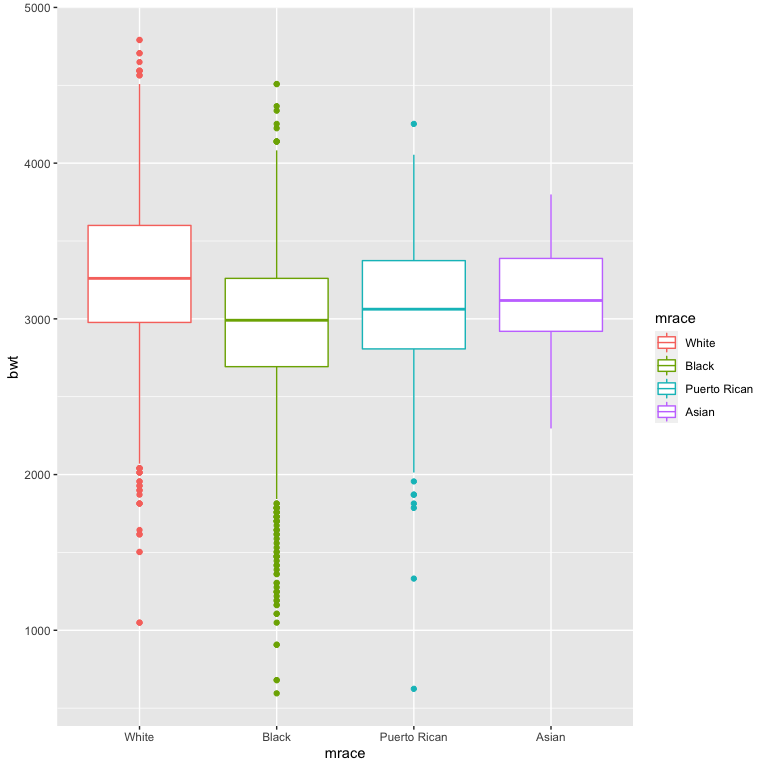 5000
4000
3000
2000
1000
bwt
White Black Puerto Rican Asian
mrace
mrace
White
Black
Puerto Rican
Asian